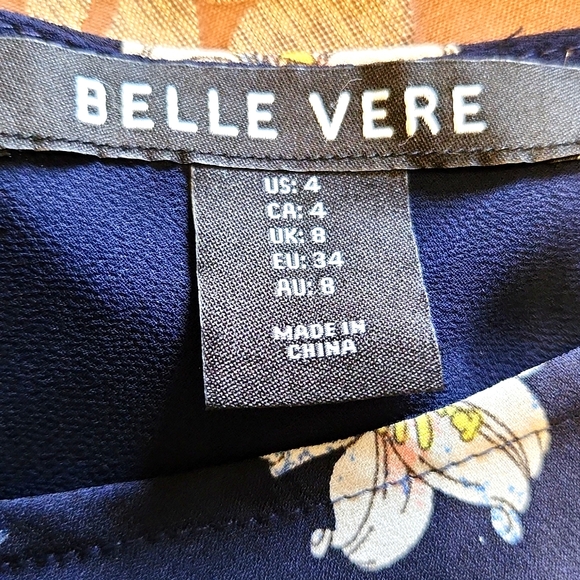 BELLE VERE
US: 4
CA: 4
UK: 8
EU: 34
AU: 8
MADE IN
CHINA